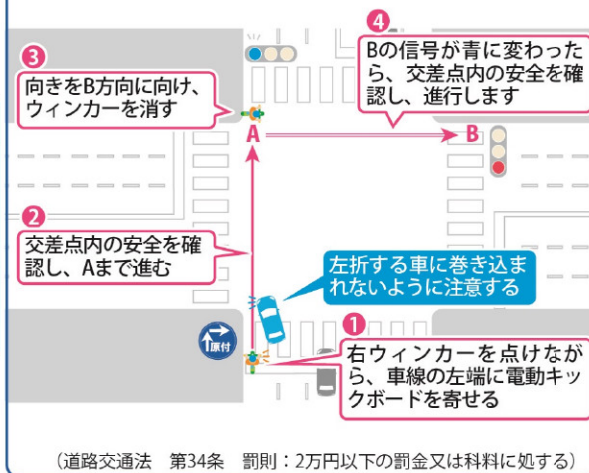 ❹
Bの信号が青に変わった
ら、交差点内の安全を確
認し、進行します
❸
向きをB方向に向け、
ウィンカーを消す
A
B
❷
交差点内の安全を確
認し、Aまで進む
左折する車に巻き込ま
れないように注意する
原付
❶
右ウィンカーを点けなが
ら、車線の左端に電動キッ
クボードを寄せる
(道路交通法　第34条　罰則：2万円以下の罰金又は科料に処する)